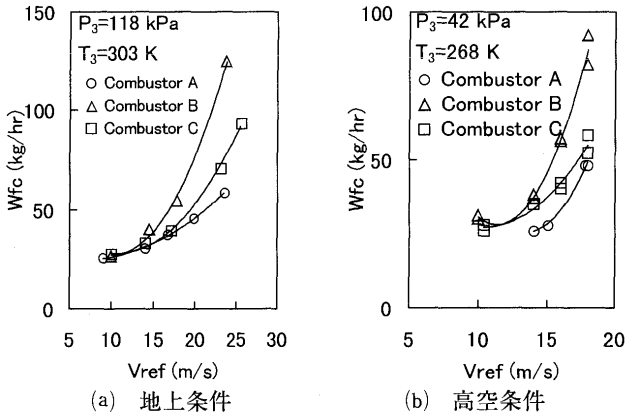 P₃=118 kPa
T₃=303 K
Combustor A
Combustor B
Combustor C
Wfc (kg/hr)
150
100
50
0
5 10 15 20 25 30
Vref (m/s)
(a) 地上条件
P₃=42 kPa
T₃=268 K
Combustor A
Combustor B
Combustor C
Wfc (kg/hr)
100
50
0
5 10 15 20
Vref (m/s)
(b) 高空条件